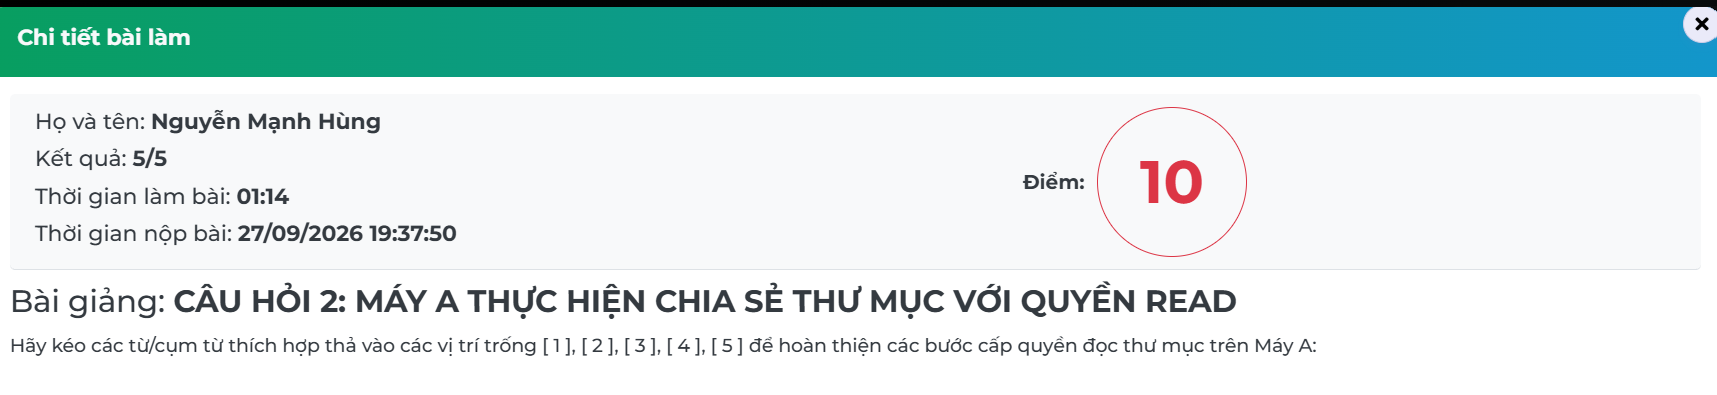 Chi tiết bài làm
Họ và tên: Nguyễn Mạnh Hùng
Kết quả: 5/5
Thời gian làm bài: 01:14
Thời gian nộp bài: 27/09/2026 19:37:50
Điểm:
10
Bài giảng: CÂU HỎI 2: MÁY A THỰC HIỆN CHIA SẺ THƯ MỤC VỚI QUYỀN READ
Hãy kéo các từ/cụm từ thích hợp thả vào các vị trí trống [ 1 ], [ 2 ], [ 3 ], [ 4 ], [ 5 ] để hoàn thiện các bước cấp quyền đọc thư mục trên Máy A: